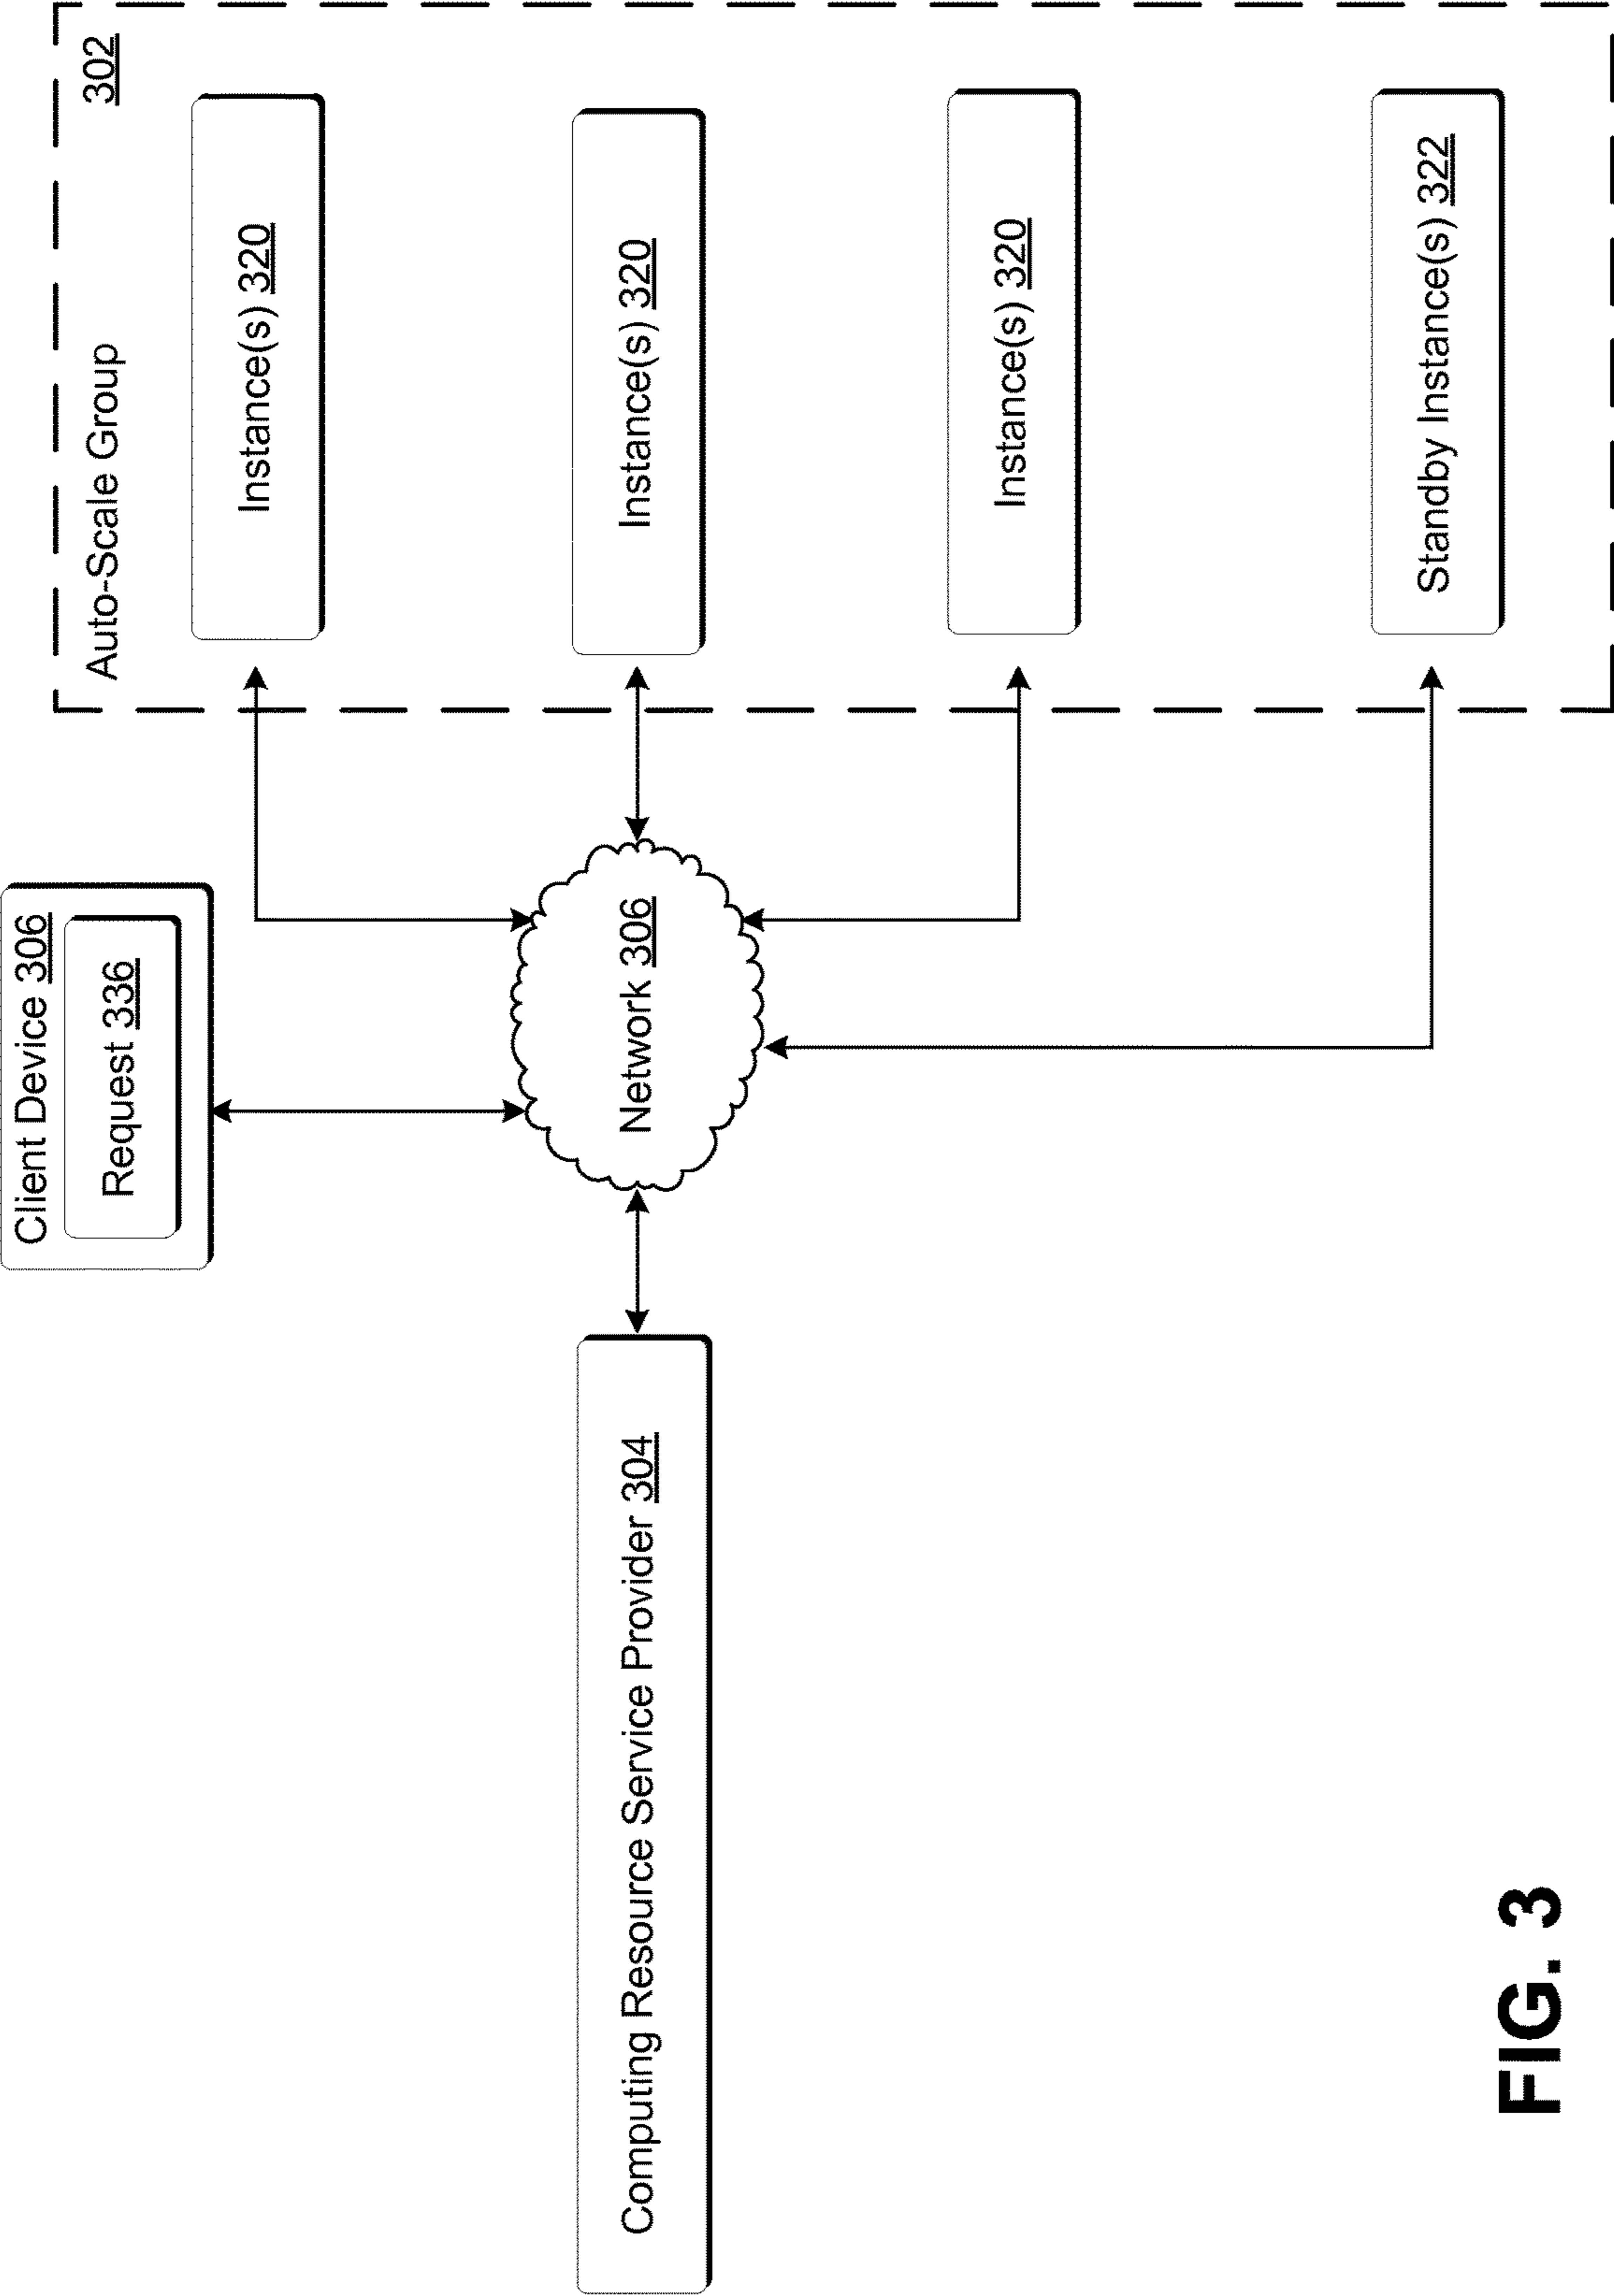 Client Device 306
Request 336
Auto-Scale Group
302
Instance(s) 320
Instance(s) 320
Instance(s) 320
Standby Instance(s) 322
Network 306
Computing Resource Service Provider 304
FIG. 3